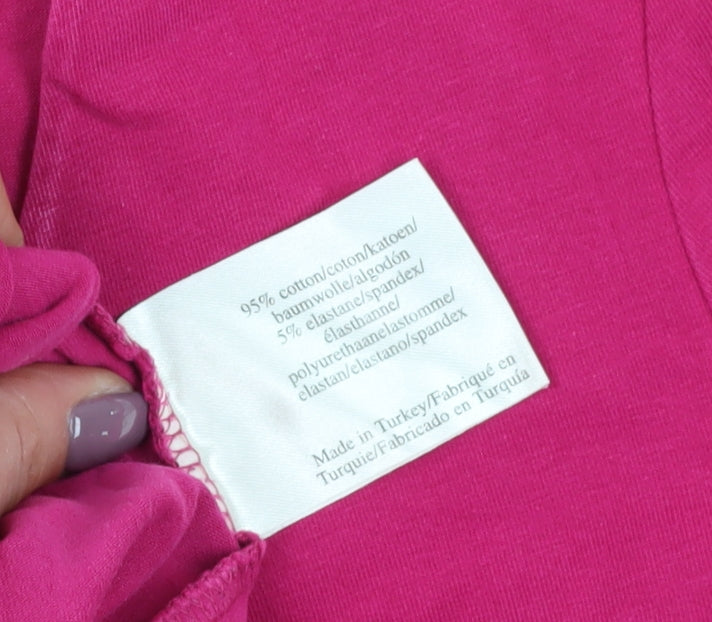 95% cotton/coton/katoen/
baumwolle/algodón
5% elastane/spandex/
élasthanne/
polyurethaanelastomme/
elastan/elastano/spandex
Made in Turkey/Fabriqué en
Turquie/Fabricado en Turquía